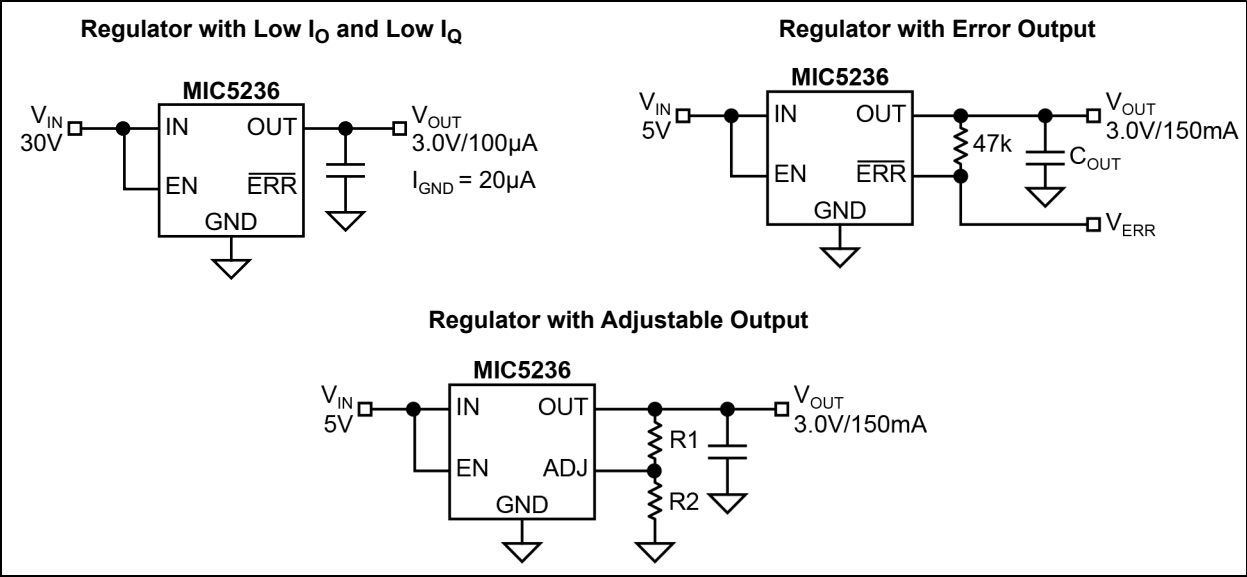 Regulator with Low IO and Low IQ
MIC5236
VIN
30V
IN
OUT
EN
ERR
GND
VOUT
3.0V/100µA
IGND = 20µA
Regulator with Error Output
MIC5236
VIN
5V
IN
OUT
EN
ERR
GND
47k
COUT
VOUT
3.0V/150mA
VERR
Regulator with Adjustable Output
MIC5236
VIN
5V
IN
OUT
EN
ADJ
GND
R1
R2
VOUT
3.0V/150mA